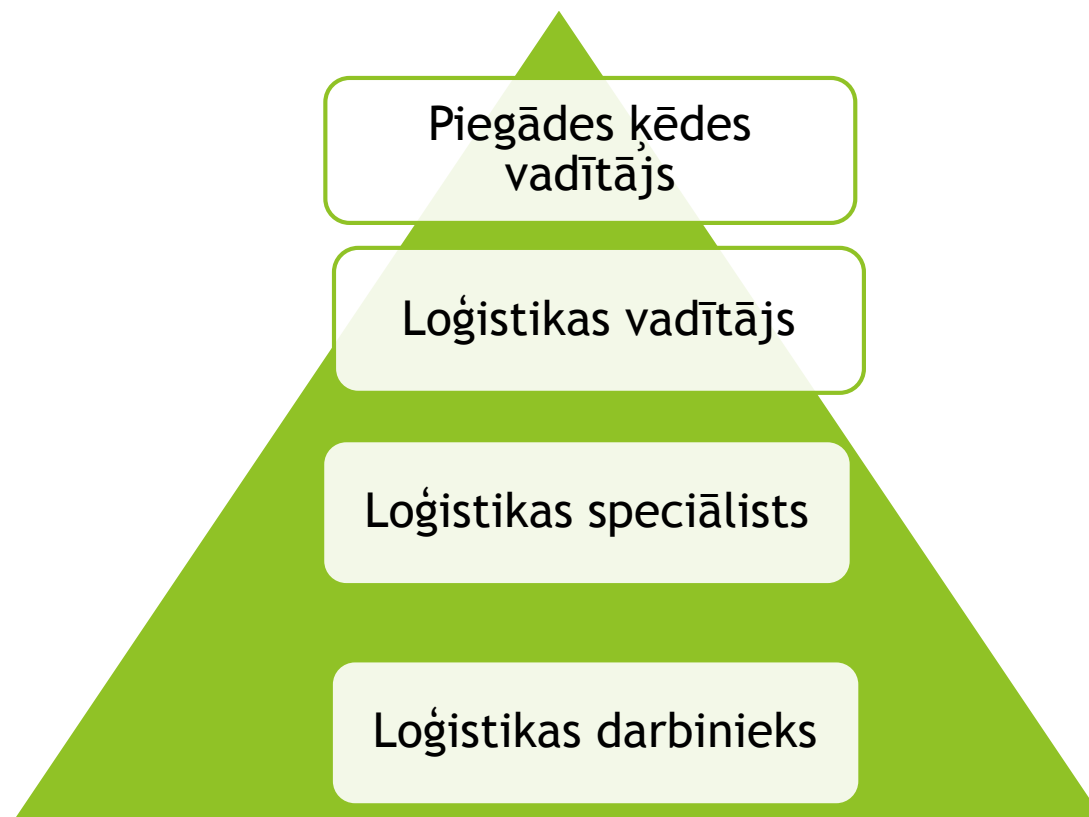 Piegādes ķēdes
vadītājs
Loģistikas vadītājs
Loģistikas speciālists
Loģistikas darbinieks